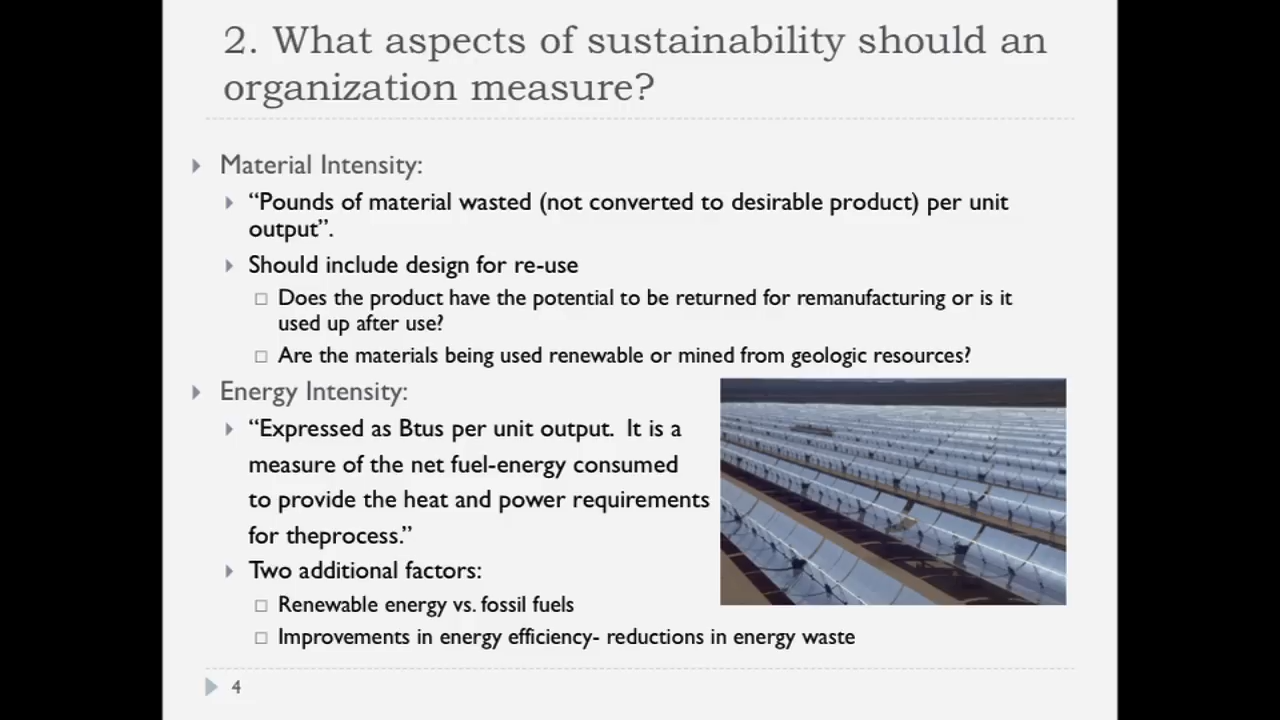 2. What aspects of sustainability should an
organization measure?
Material Intensity:
“Pounds of material wasted (not converted to desirable product) per unit
output”.
Should include design for re-use
Does the product have the potential to be returned for remanufacturing or is it
used up after use?
Are the materials being used renewable or mined from geologic resources?
Energy Intensity:
“Expressed as Btus per unit output.  It is a
measure of the net fuel-energy consumed
to provide the heat and power requirements
for theprocess.”
Two additional factors:
Renewable energy vs. fossil fuels
Improvements in energy efficiency- reductions in energy waste
4